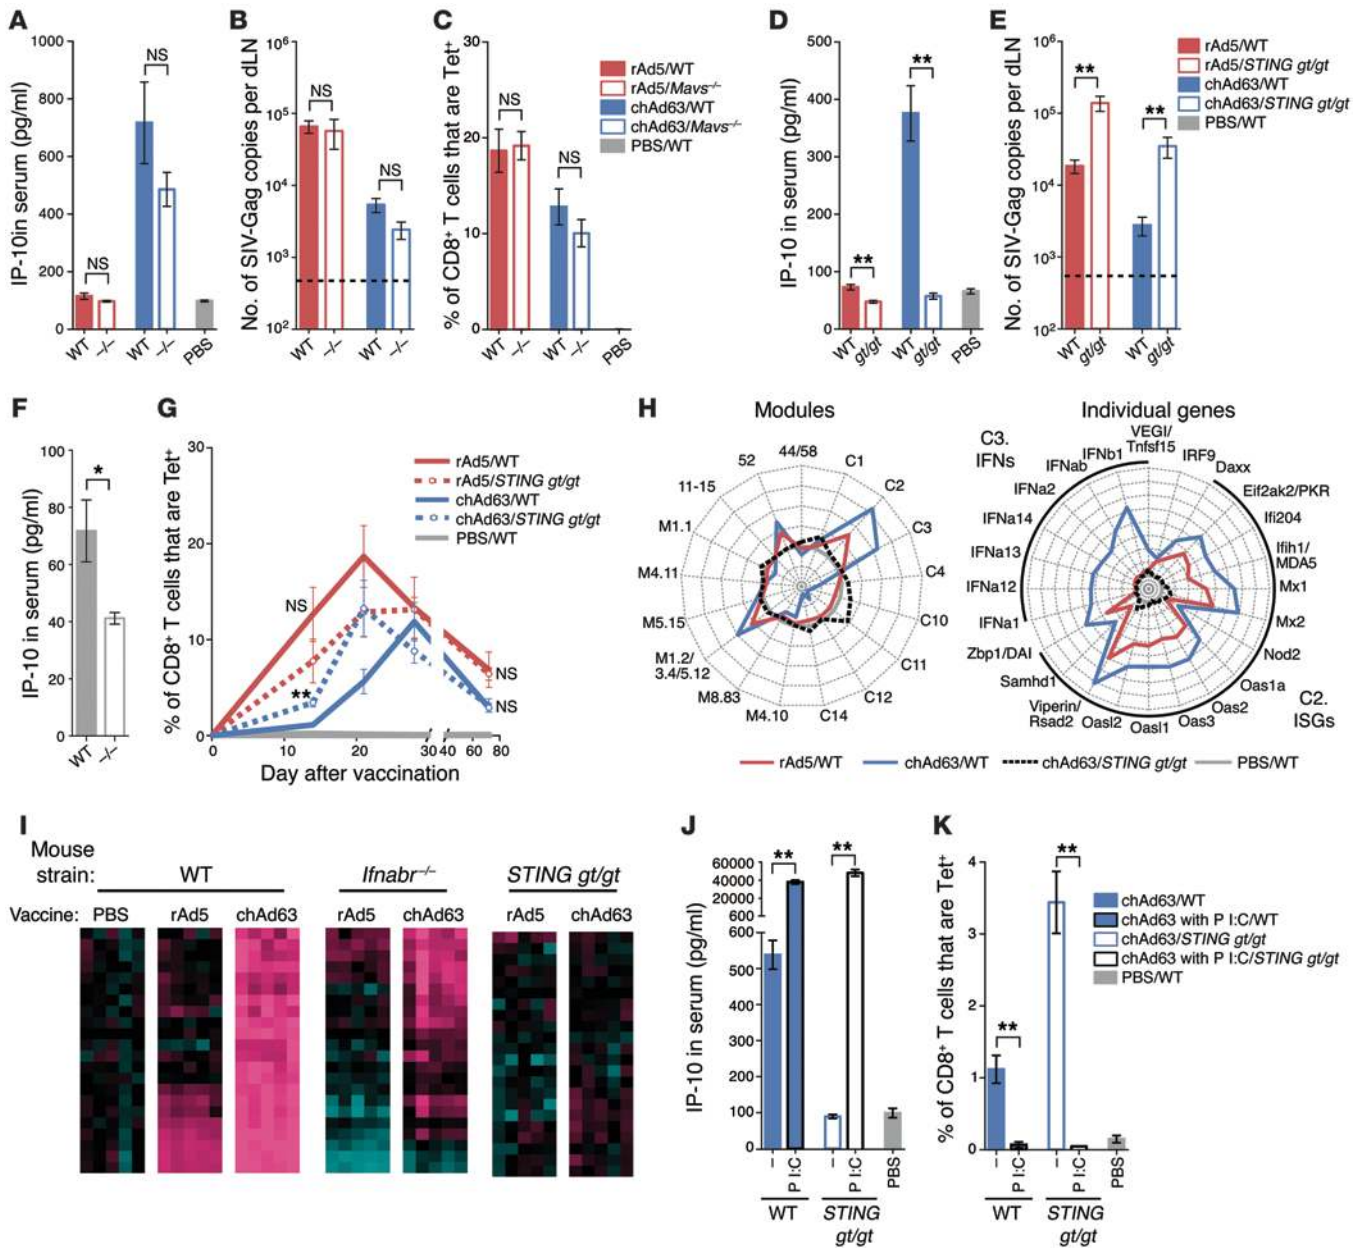 A
IP-10in serum (pg/ml)
1000
800
600
400
200
0
NS
NS
WT
–/–
WT
–/–
PBS
B
No. of SIV-Gag copies per dLN
10⁶
10⁵
10⁴
10³
10²
NS
NS
WT
–/–
WT
–/–
C
% of CD8⁺ T cells that are Tet⁺
30
20
10
0
NS
NS
WT
–/–
WT
–/–
PBS
rAd5/WT
rAd5/Mavs⁻/⁻
chAd63/WT
chAd63/Mavs⁻/⁻
PBS/WT
D
IP-10 in serum (pg/ml)
500
400
300
200
100
0
**
**
WT
gt/gt
WT
gt/gt
PBS
E
No. of SIV-Gag copies per dLN
10⁶
10⁵
10⁴
10³
10²
**
**
WT
gt/gt
WT
gt/gt
rAd5/WT
rAd5/STING gt/gt
chAd63/WT
chAd63/STING gt/gt
PBS/WT
F
IP-10 in serum (pg/ml)
100
80
60
40
20
0
*
WT
–/–
G
% of CD8⁺ T cells that are Tet⁺
30
20
10
0
rAd5/WT
rAd5/STING gt/gt
chAd63/WT
chAd63/STING gt/gt
PBS/WT
NS
**
NS
NS
0 10 20 30 40 60 80
Day after vaccination
H
Modules
44/58
C1
C2
C3
C4
C10
C11
C12
C14
M4.10
M8.83
M1.2/
3.4/5.12
M5.15
M4.11
M1.1
11-15
52
Individual genes
C3.
IFNs
VEGI/
Tnfsf15
IRF9
Daxx
Eif2ak2/PKR
Ifi204
Ifih1/
MDA5
Mx1
Mx2
Nod2
Oas1a
Oas2
Oas3
Oasl1
Oasl2
Viperin/
Rsad2
Samhd1
Zbp1/DAI
IFNa1
IFNa12
IFNa13
IFNa14
IFNa2
IFNab
IFNb1
C2.
ISGs
rAd5/WT
chAd63/WT
chAd63/STING gt/gt
PBS/WT
I
Mouse
strain:
WT
Ifnabr⁻/⁻
STING gt/gt
Vaccine: PBS rAd5 chAd63 rAd5 chAd63 rAd5 chAd63
J
IP-10 in serum (pg/ml)
60000
40000
20000
600
600
500
400
300
200
100
0
**
**
–
P I:C
–
P I:C
PBS
WT
STING
gt/gt
K
% of CD8⁺ T cells that are Tet⁺
4
3
2
1
0
**
**
–
P I:C
–
P I:C
PBS
WT
STING
gt/gt
chAd63/WT
chAd63 with P I:C/WT
chAd63/STING gt/gt
chAd63 with P I:C/STING gt/gt
PBS/WT